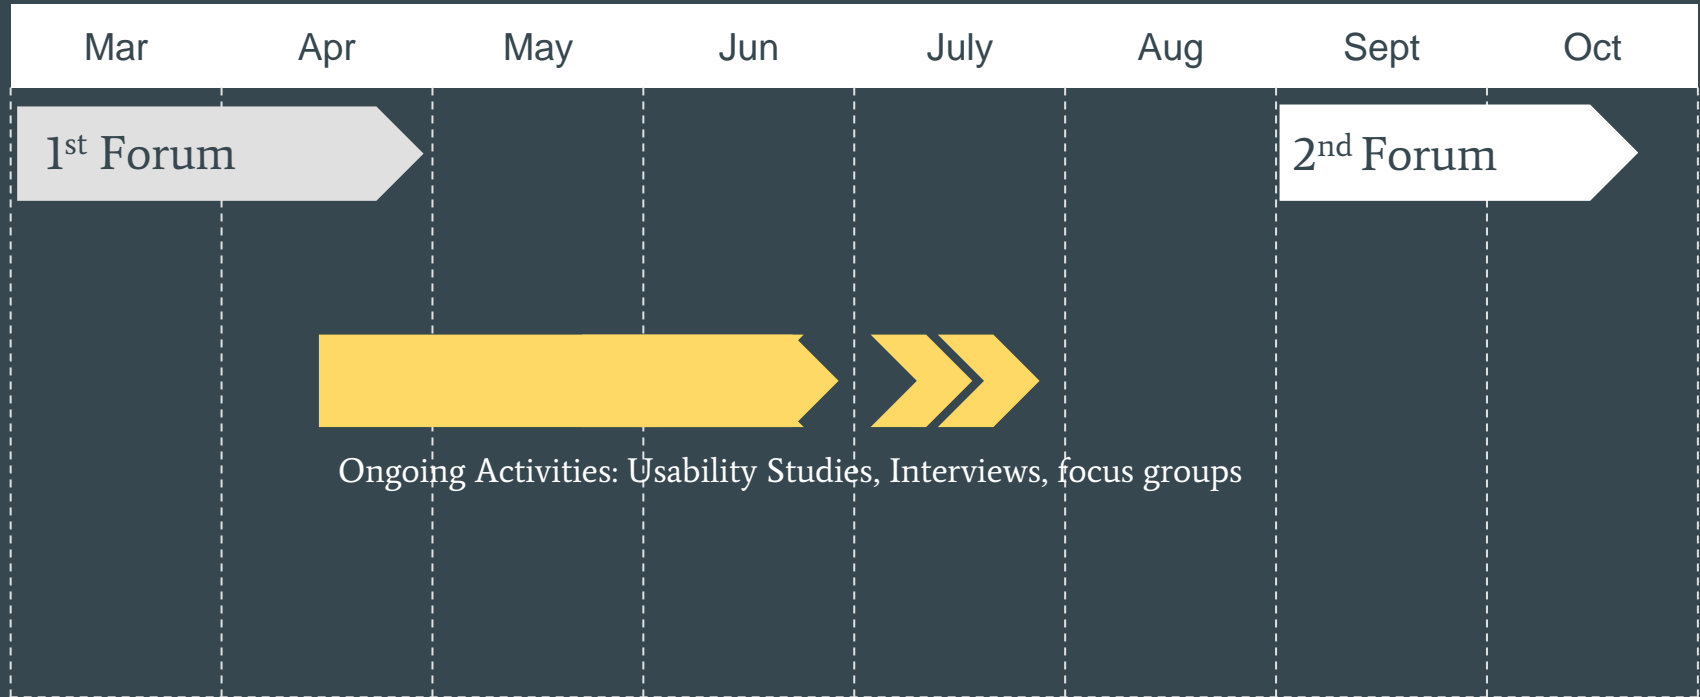 Mar Apr May Jun July Aug Sept Oct
1st Forum
2nd Forum
Ongoing Activities: Usability Studies, Interviews, focus groups